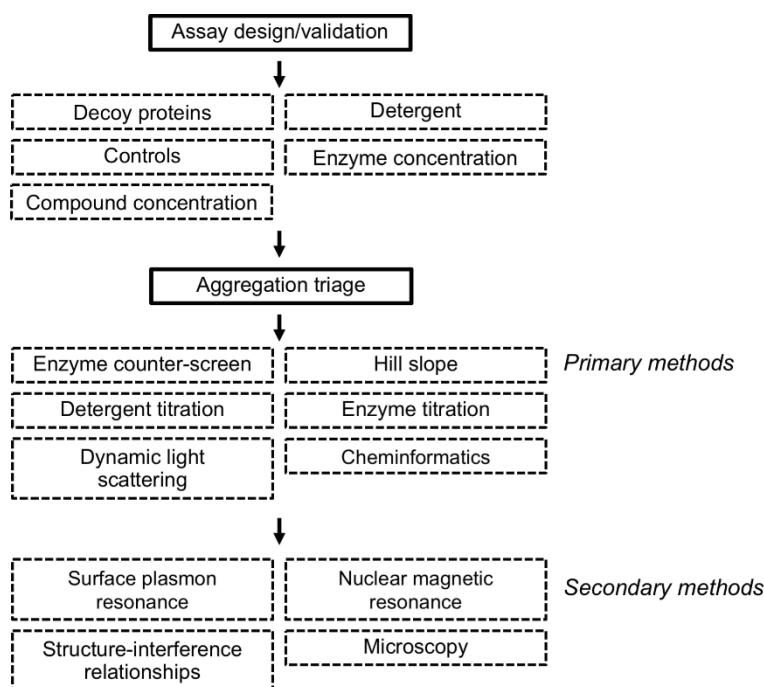 Assay design/validation
Decoy proteins
Detergent
Controls
Enzyme concentration
Compound concentration
Aggregation triage
Enzyme counter-screen
Hill slope
Primary methods
Detergent titration
Enzyme titration
Dynamic light
scattering
Cheminformatics
Surface plasmon
resonance
Nuclear magnetic
resonance
Secondary methods
Structure-interference
relationships
Microscopy